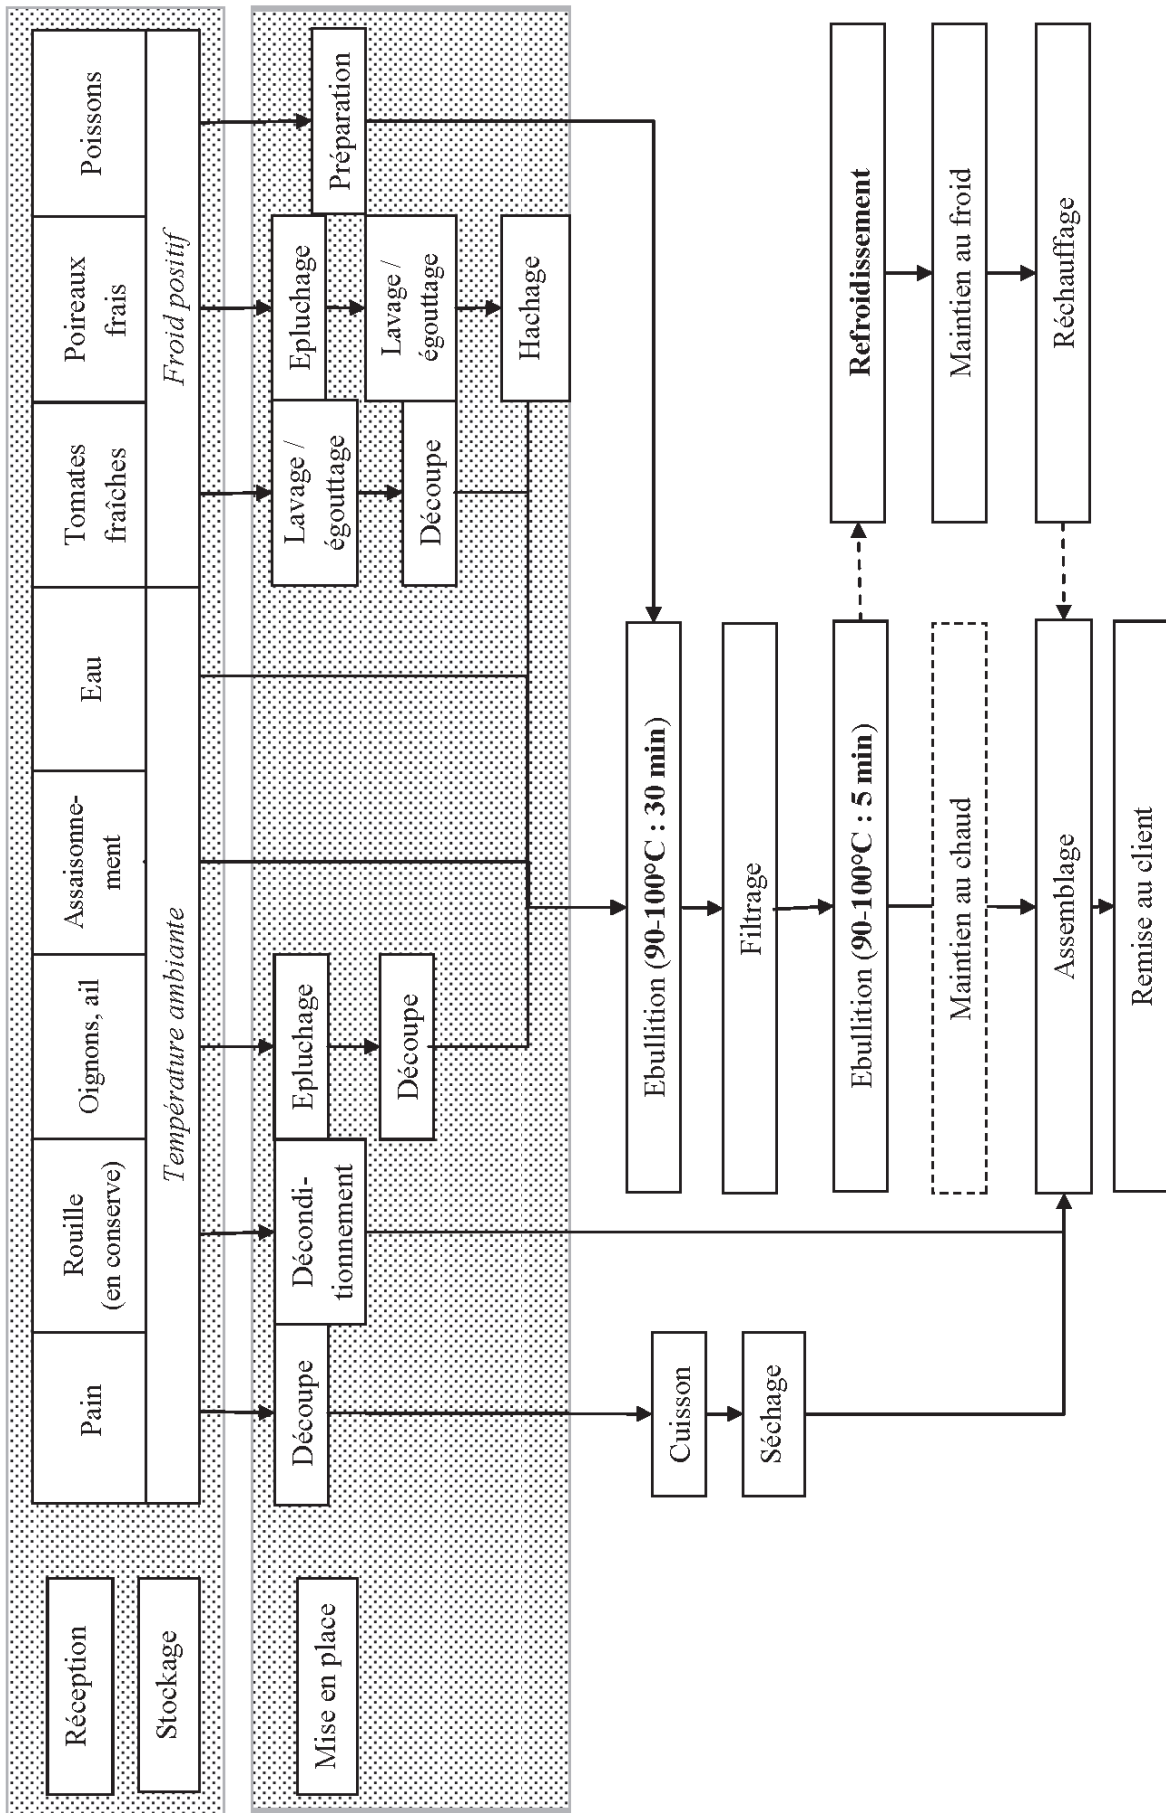 Réception
Pain
Rouille
(en conserve)
Oignons, ail
Assaisonne-
ment
Eau
Tomates
fraîches
Poireaux
frais
Poissons
Stockage
Température ambiante
Froid positif
Mise en place
Découpe
Décondi-
tionnement
Epluchage
Découpe
Lavage /
égouttage
Découpe
Epluchage
Lavage /
égouttage
Hachage
Préparation
Cuisson
Séchage
Ebullition (90-100°C : 30 min)
Filtrage
Ebullition (90-100°C : 5 min)
Maintien au chaud
Refroidissement
Maintien au froid
Réchauffage
Assemblage
Remise au client